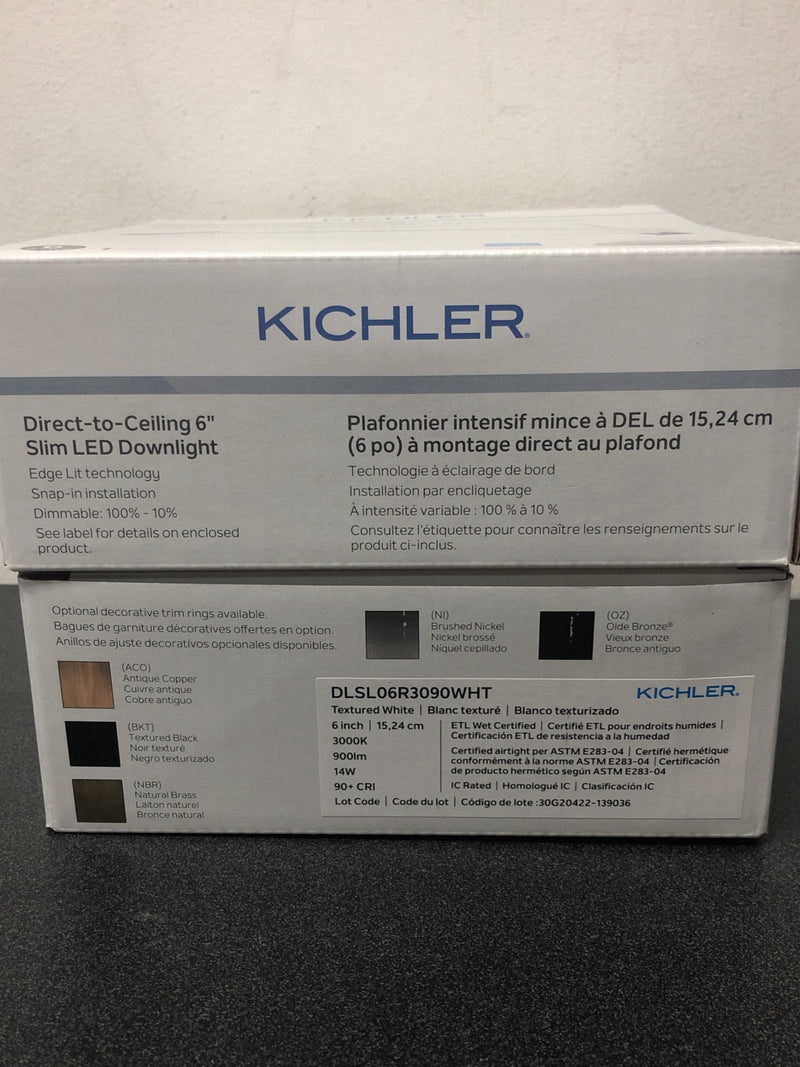 KICHLER®
Direct-to-Ceiling 6"
Slim LED Downlight
Edge Lit technology
Snap-in installation
Dimmable: 100% - 10%
See label for details on enclosed
product.
Plafonnier intensif mince à DEL de 15,24 cm
(6 po) à montage direct au plafond
Technologie à éclairage de bord
Installation par encliquetage
À intensité variable : 100 % à 10 %
Consultez l'étiquette pour connaître les renseignements sur le
produit ci-inclus.
Optional decorative trim rings available.
Bagues de garniture décoratives offertes en option.
Anillos de ajuste decorativos opcionales disponibles.
(NI)
Brushed Nickel
Nickel brossé
Níquel cepillado
(OZ)
Olde Bronze®
Vieux bronze
Bronce antiguo
(ACO)
Antique Copper
Cuivre antique
Cobre antiguo
(BKT)
Textured Black
Noir texturé
Negro texturizado
(NBR)
Natural Brass
Laiton naturel
Bronce natural
DLSL06R3090WHT
KICHLER®
Textured White | Blanc texturé | Blanco texturizado
6 inch | 15,24 cm
3000K
900lm
14W
90+ CRI
ETL Wet Certified | Certifié ETL pour endroits humides |
Certificación ETL de resistencia a la humedad
Certified airtight per ASTM E283-04 | Certifié hermétique
conformément à la norme ASTM E283-04 | Certificación
de producto hermético según ASTM E283-04
IC Rated | Homologué IC | Clasificación IC
Lot Code | Code du lot | Código de lote :30G20422-139036